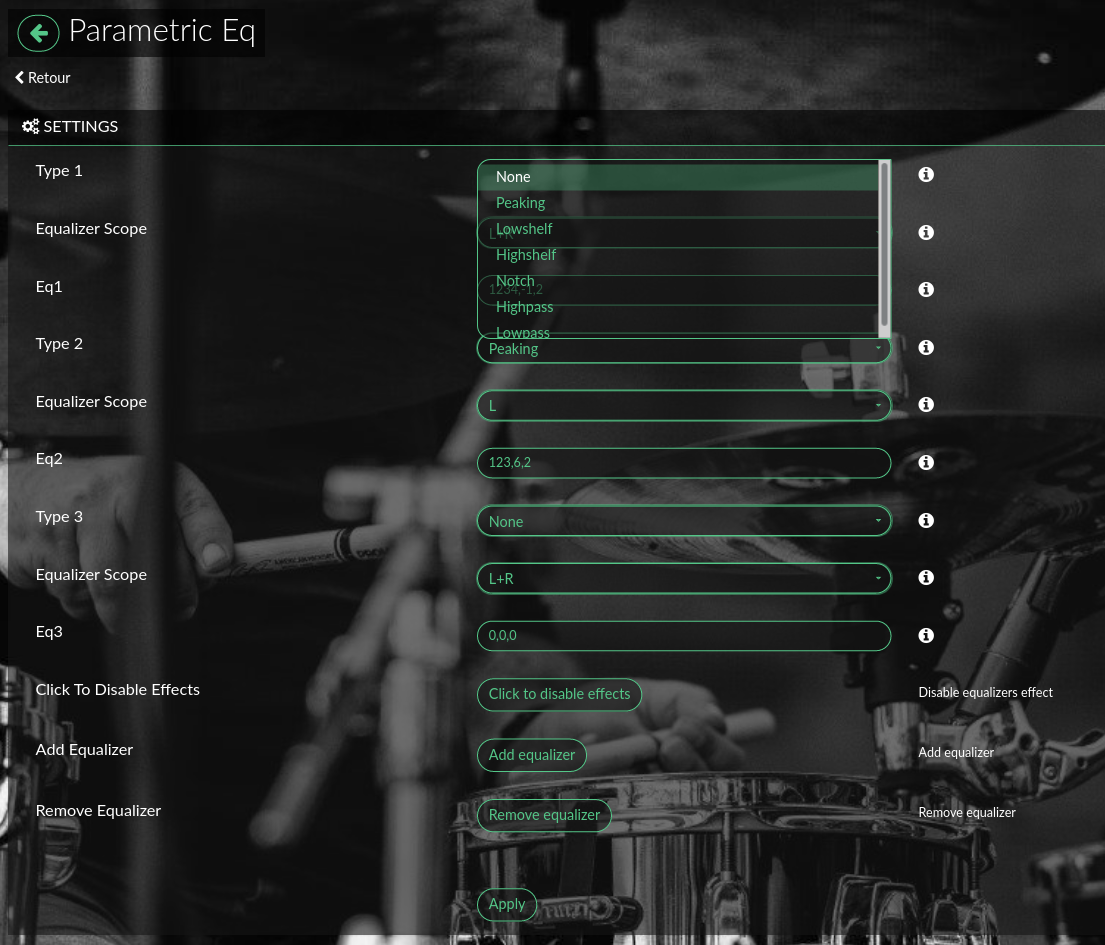 Parametric Eq
Retour
SETTINGS
Type 1
None
Peaking
Equalizer Scope
Lowshelf
L+R
Highshelf
Eq1
Notch
1234,-1,2
Highpass
Lowpass
Type 2
Peaking
Equalizer Scope
L
Eq2
123,6,2
Type 3
None
Equalizer Scope
L+R
Eq3
0,0,0
Click To Disable Effects
Click to disable effects
Disable equalizers effect
Add Equalizer
Add equalizer
Add equalizer
Remove Equalizer
Remove equalizer
Remove equalizer
Apply